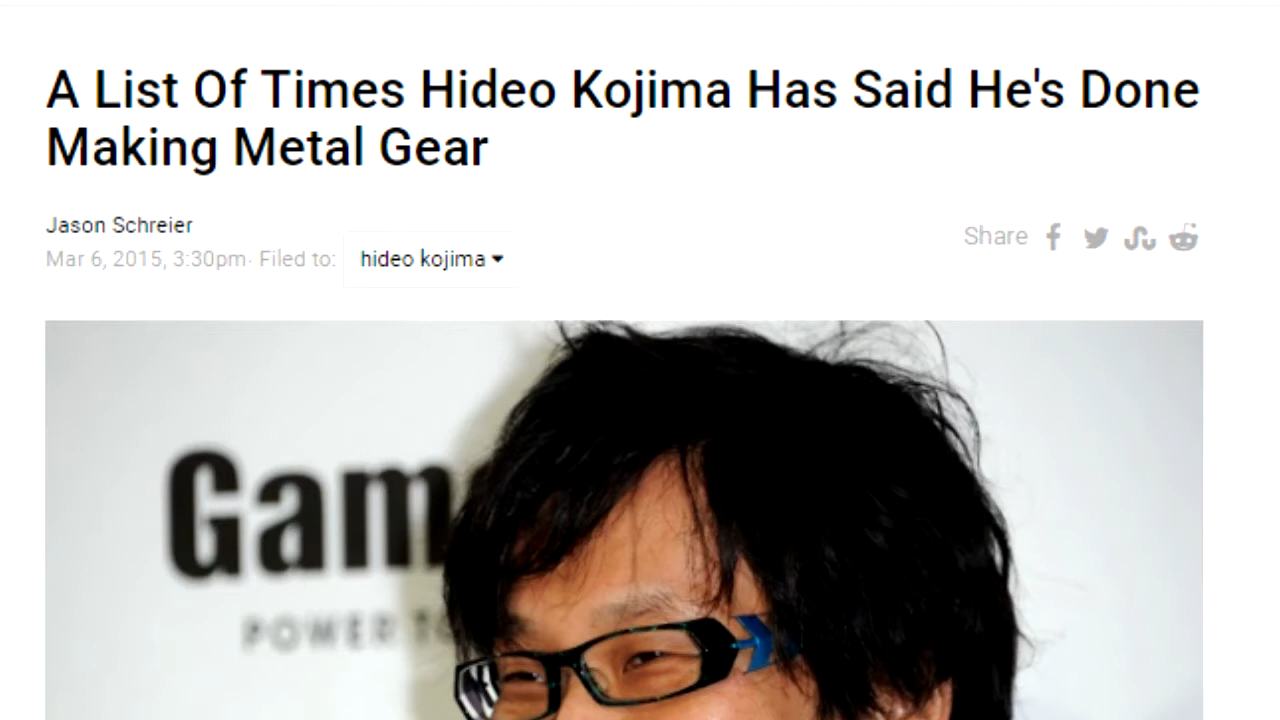 A List Of Times Hideo Kojima Has Said He's Done
Making Metal Gear
Jason Schreier
Mar 6, 2015, 3:30pm· Filed to: hideo kojima
Share
Gam
POWER TO